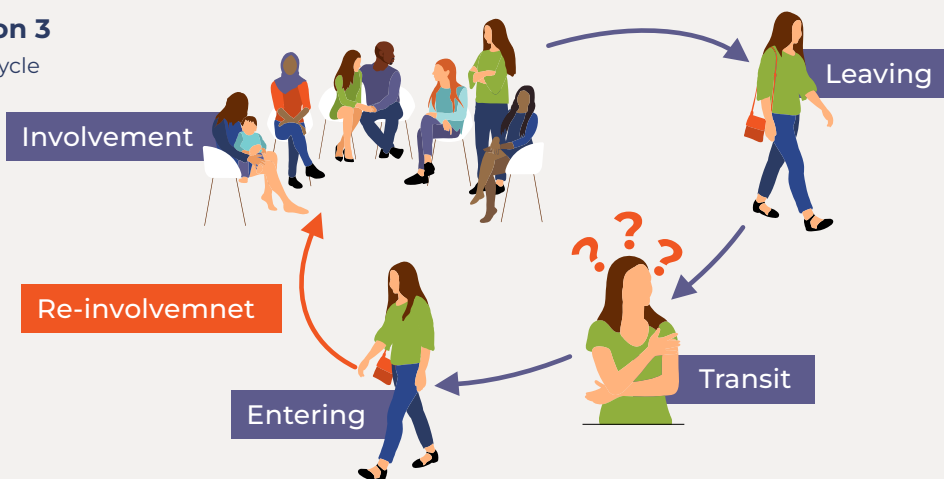 on 3
ycle
Leaving
Involvement
? ? ?
Re-involvemnet
Transit
Entering